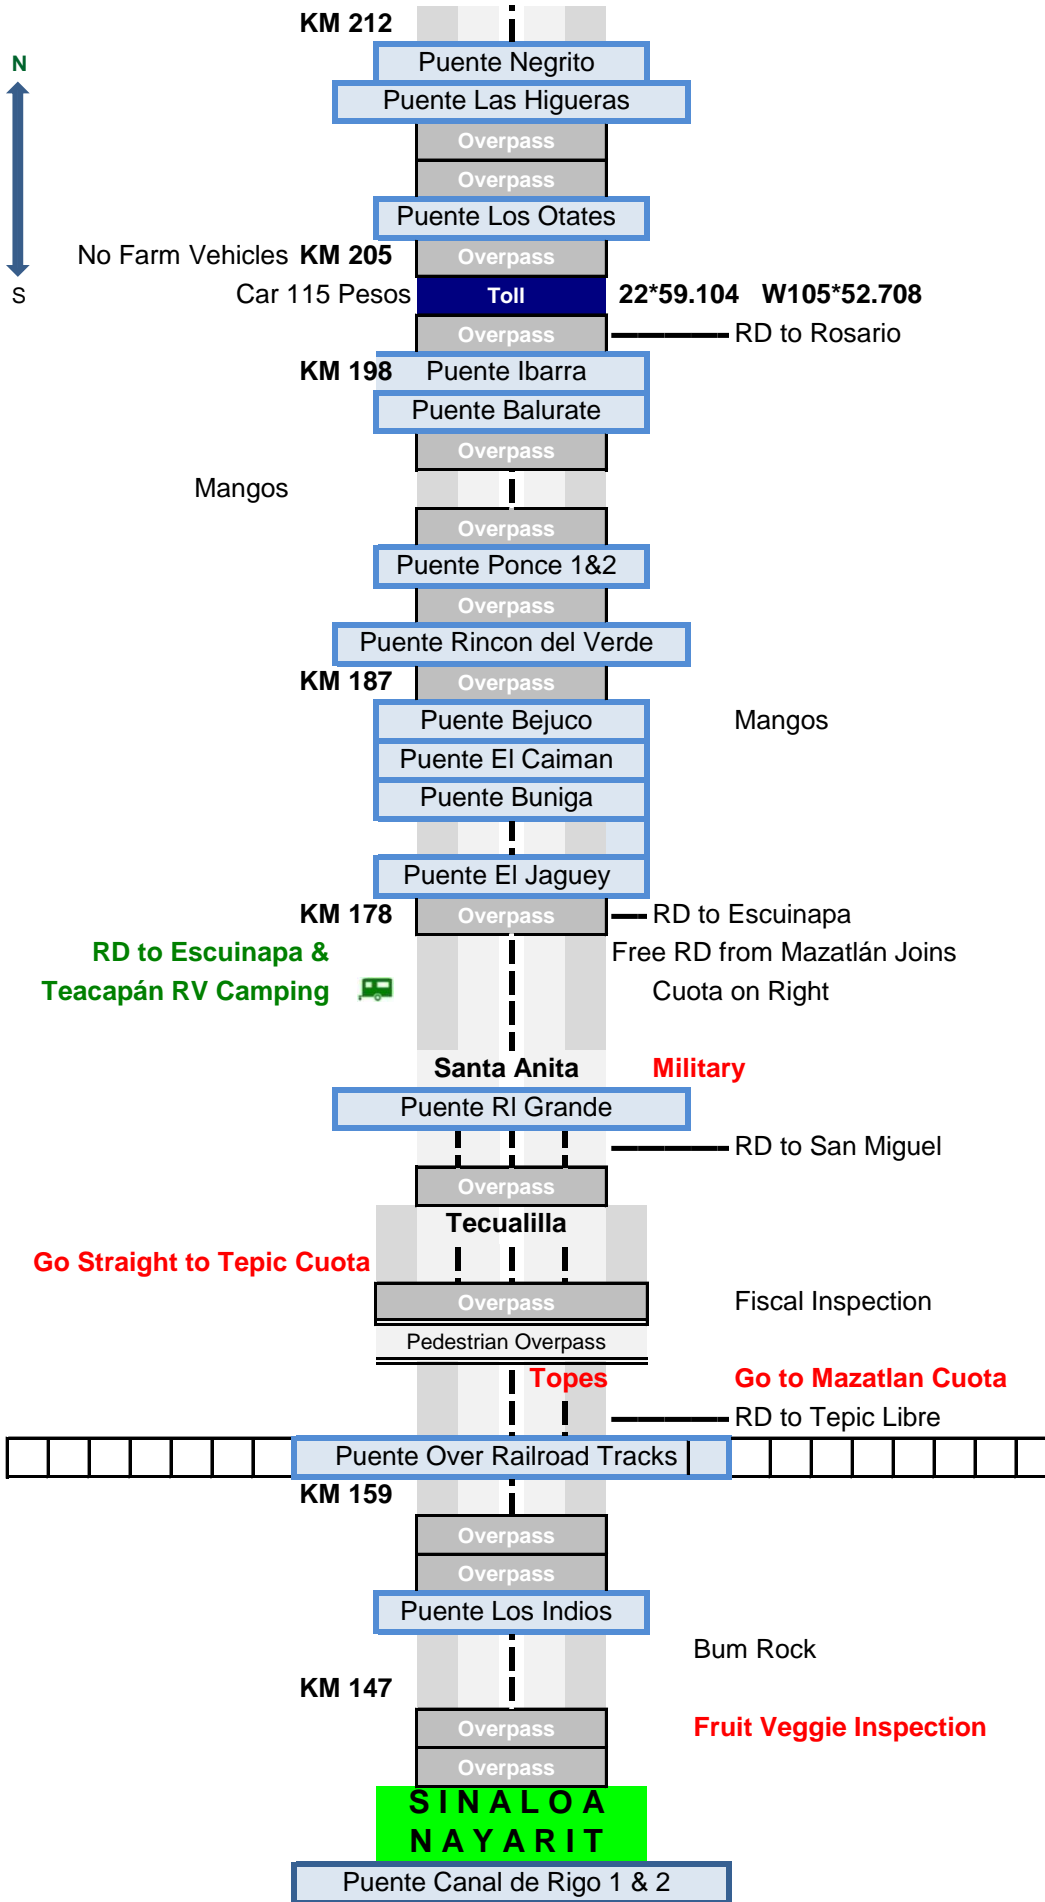 KM 212
Puente Negrito
N
Puente Las Higueras
Overpass
Overpass
Puente Los Otates
No Farm Vehicles KM 205 Overpass
S Car 115 Pesos Toll 22*59.104 W105*52.708
Overpass RD to Rosario
KM 198 Puente Ibarra
Puente Balurate
Overpass
Mangos
Overpass
Puente Ponce 1&2
Overpass
Puente Rincon del Verde
KM 187 Overpass
Puente Bejuco Mangos
Puente El Caiman
Puente Buniga
Puente El Jaguey
KM 178 Overpass RD to Escuinapa
RD to Escuinapa & Free RD from Mazatlán Joins
Teacapán RV Camping Cuota on Right
Santa Anita Military
Puente RI Grande
RD to San Miguel
Overpass
Tecualilla
Go Straight to Tepic Cuota
Overpass Fiscal Inspection
Pedestrian Overpass
Topes Go to Mazatlan Cuota
RD to Tepic Libre
Puente Over Railroad Tracks
KM 159
Overpass
Overpass
Puente Los Indios
Bum Rock
KM 147
Overpass Fruit Veggie Inspection
Overpass
SINALOA
NAYARIT
Puente Canal de Rigo 1 & 2